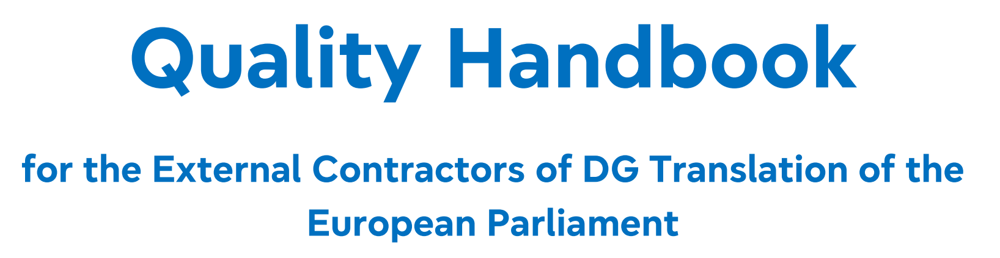 Quality Handbook
for the External Contractors of DG Translation of the
European Parliament